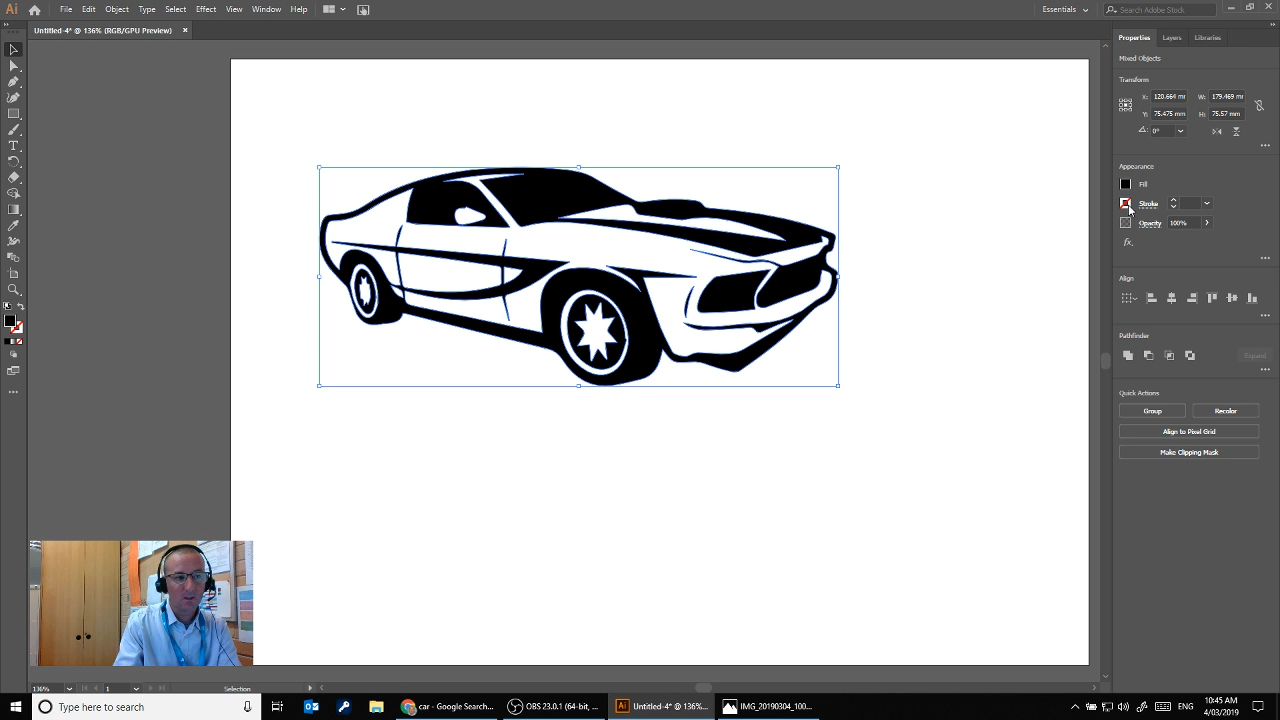 Ai File Edit Object Type Select Effect View Window Help Essentials Search Adobe Stock
Untitled-4* @ 136% (RGB/GPU Preview) ×
Properties Layers Libraries
Mixed Objects
Transform
X: 120.664 mm W: 179.469 mm
Y: 75.475 mm H: 75.57 mm
0°
Appearance
Fill
Stroke
Opacity 100%
fx.
Align
Pathfinder
Expand
Quick Actions
Group Recolor
Align to Pixel Grid
Make Clipping Mask
136% 1 Selection
Type here to search
car - Google Search...
OBS 23.0.1 (64-bit, ...
Ai Untitled-4* @ 136%...
IMG_20190304_100...
ENG
10:45 AM
4/03/2019